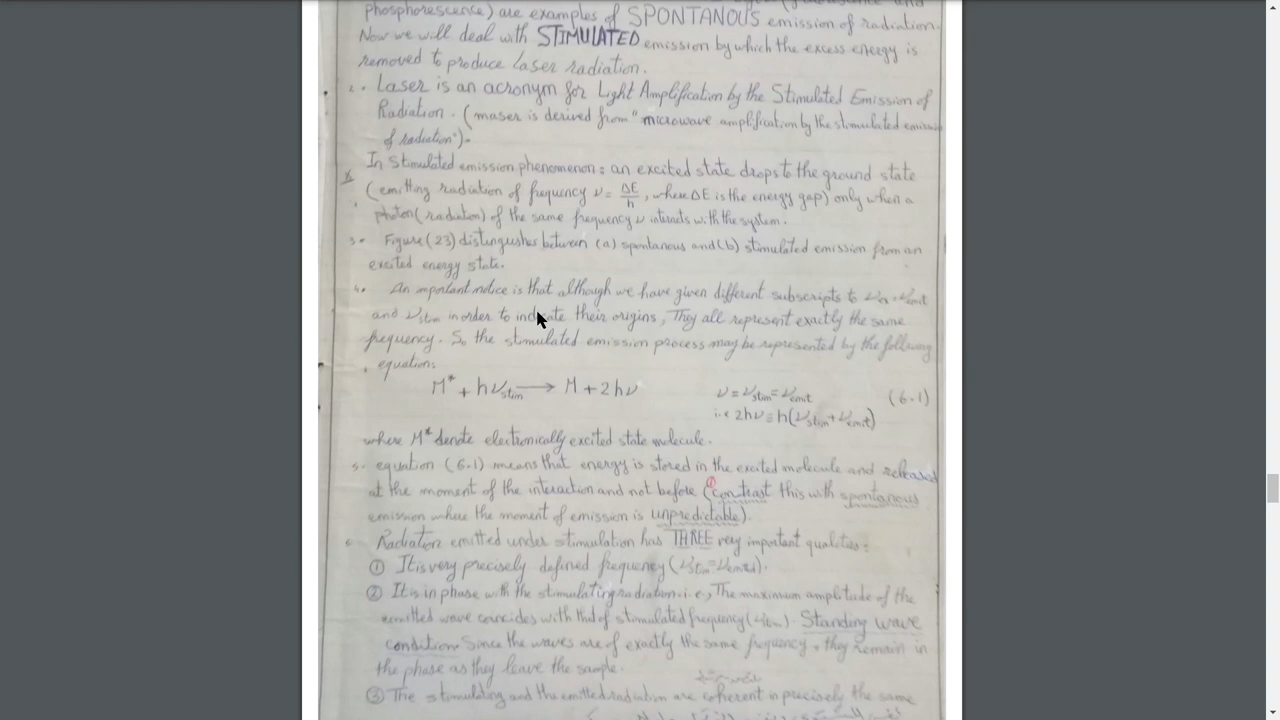 phosphorescence) are examples of SPONTANOUS emission of radiation.
Now we will deal with STIMULATED emission by which the excess energy is
removed to produce laser radiation.
2. Laser is an acronym for Light Amplification by the Stimulated Emission of
Radiation. (maser is derived from "microwave amplification by the stimulated emission
of radiation").
In stimulated emission phenomenon: an excited state drops to the ground state
(emitting radiation of frequency ν = ΔE/h, where ΔE is the energy gap) only when a
photon (radiation) of the same frequency ν interacts with the system.
3. Figure (23) distinguishes between (a) spontanous and (b) stimulated emission from an
excited energy state.
4. An mportant notice is that although we have given different subscripts to
and ν stim in order to indicate their origins, They all represent exactly the same
frequency. So the stimulated emission process may be represented by the following
equation:
M* + hν stim → M + 2hν ν = ν stim = ν emit (6-1)
i.e 2hν = h(ν stim + ν emit)
where M* denote electronically excited state molecule.
5. equation (6-1) means that energy is stored in the excited molecule and released
at the moment of the interaction and not before (contrast this with spontanous
emission where the moment of emission is unpredictable).
Radiation emitted under stimulation has THREE very important qualities:
① It is very precisely defined frequency (ν stim = ν emit).
② It is in phase with the stimulating radiation. i.e, The maximum amplitude of the
emitted wave coincides with that of stimulated frequency (ν stim). Standing wave
condition. Since the waves are of exactly the same frequency, they remain in
the phase as they leave the sample.
③ The stimulating and the emitted radiation are coherent in precisely the same